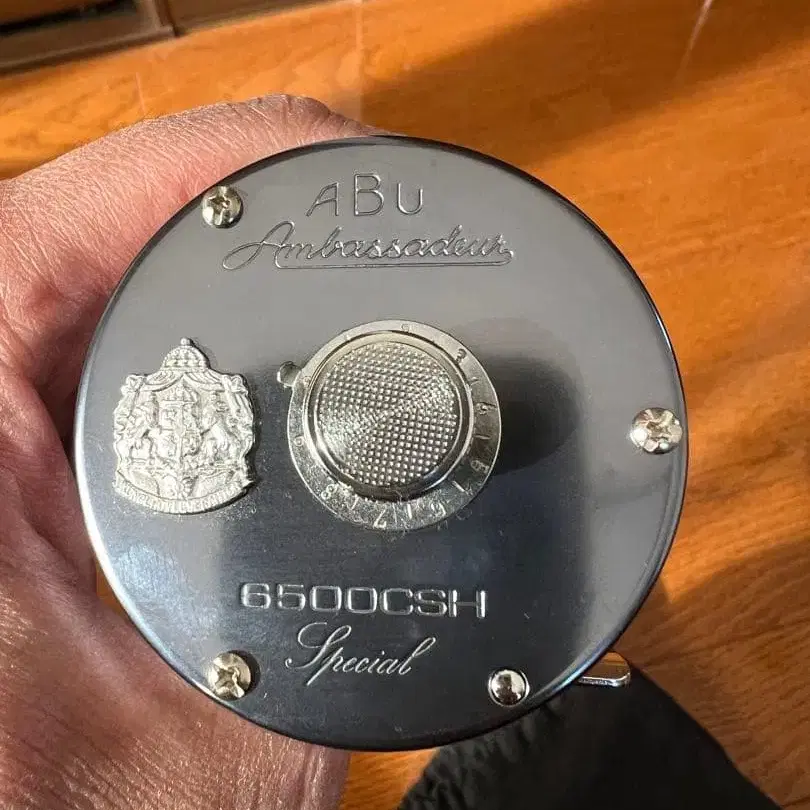 ABU
Ambassadeur
6500CSH
Special